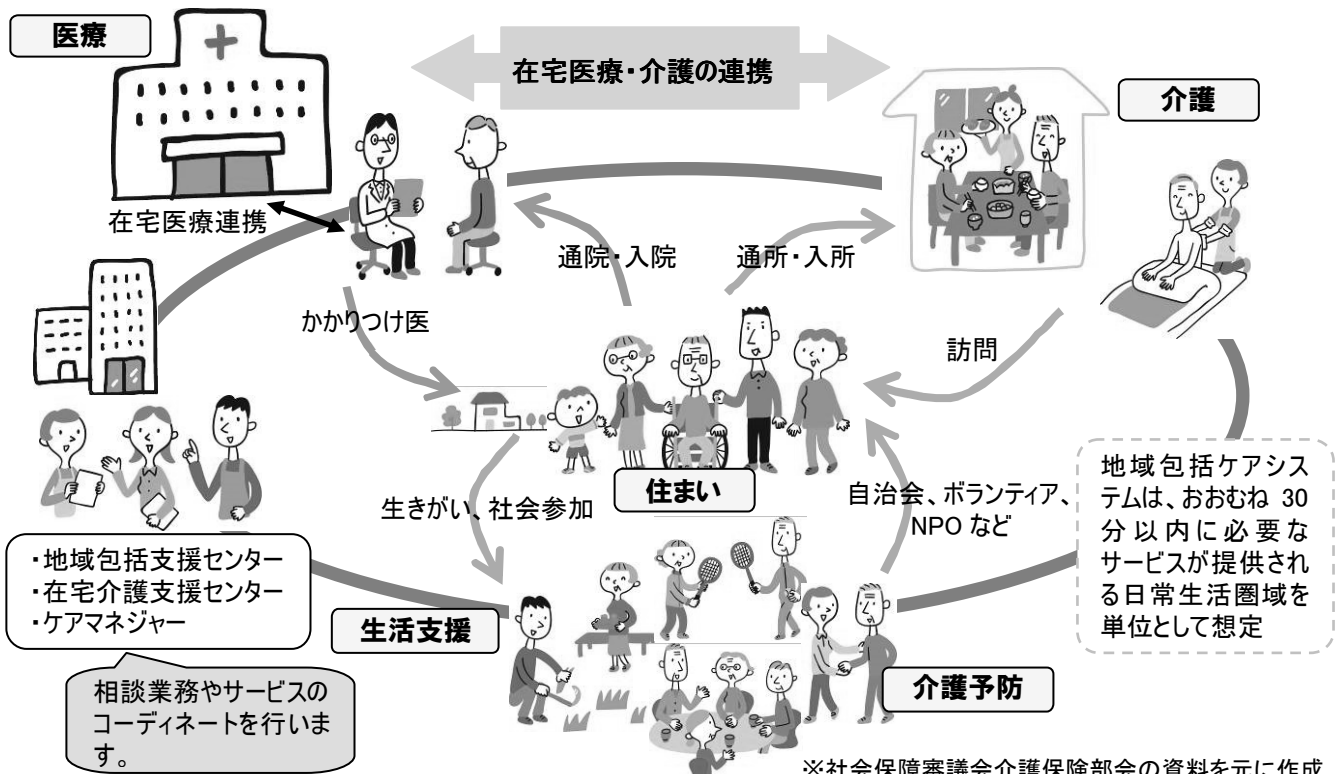 医療
在宅医療・介護の連携
介護
在宅医療連携
通院・入院
通所・入所
かかりつけ医
訪問
住まい
生きがい、社会参加
自治会、ボランティア、
NPO など
地域包括ケアシス
テムは、おおむね 30
分以内に必要な
サービスが提供され
る日常生活圏域を
単位として想定
・地域包括支援センター
・在宅介護支援センター
・ケアマネジャー
生活支援
介護予防
相談業務やサービスの
コーディネートを行いま
す。
※社会保障審議会介護保険部会の資料を元に作成